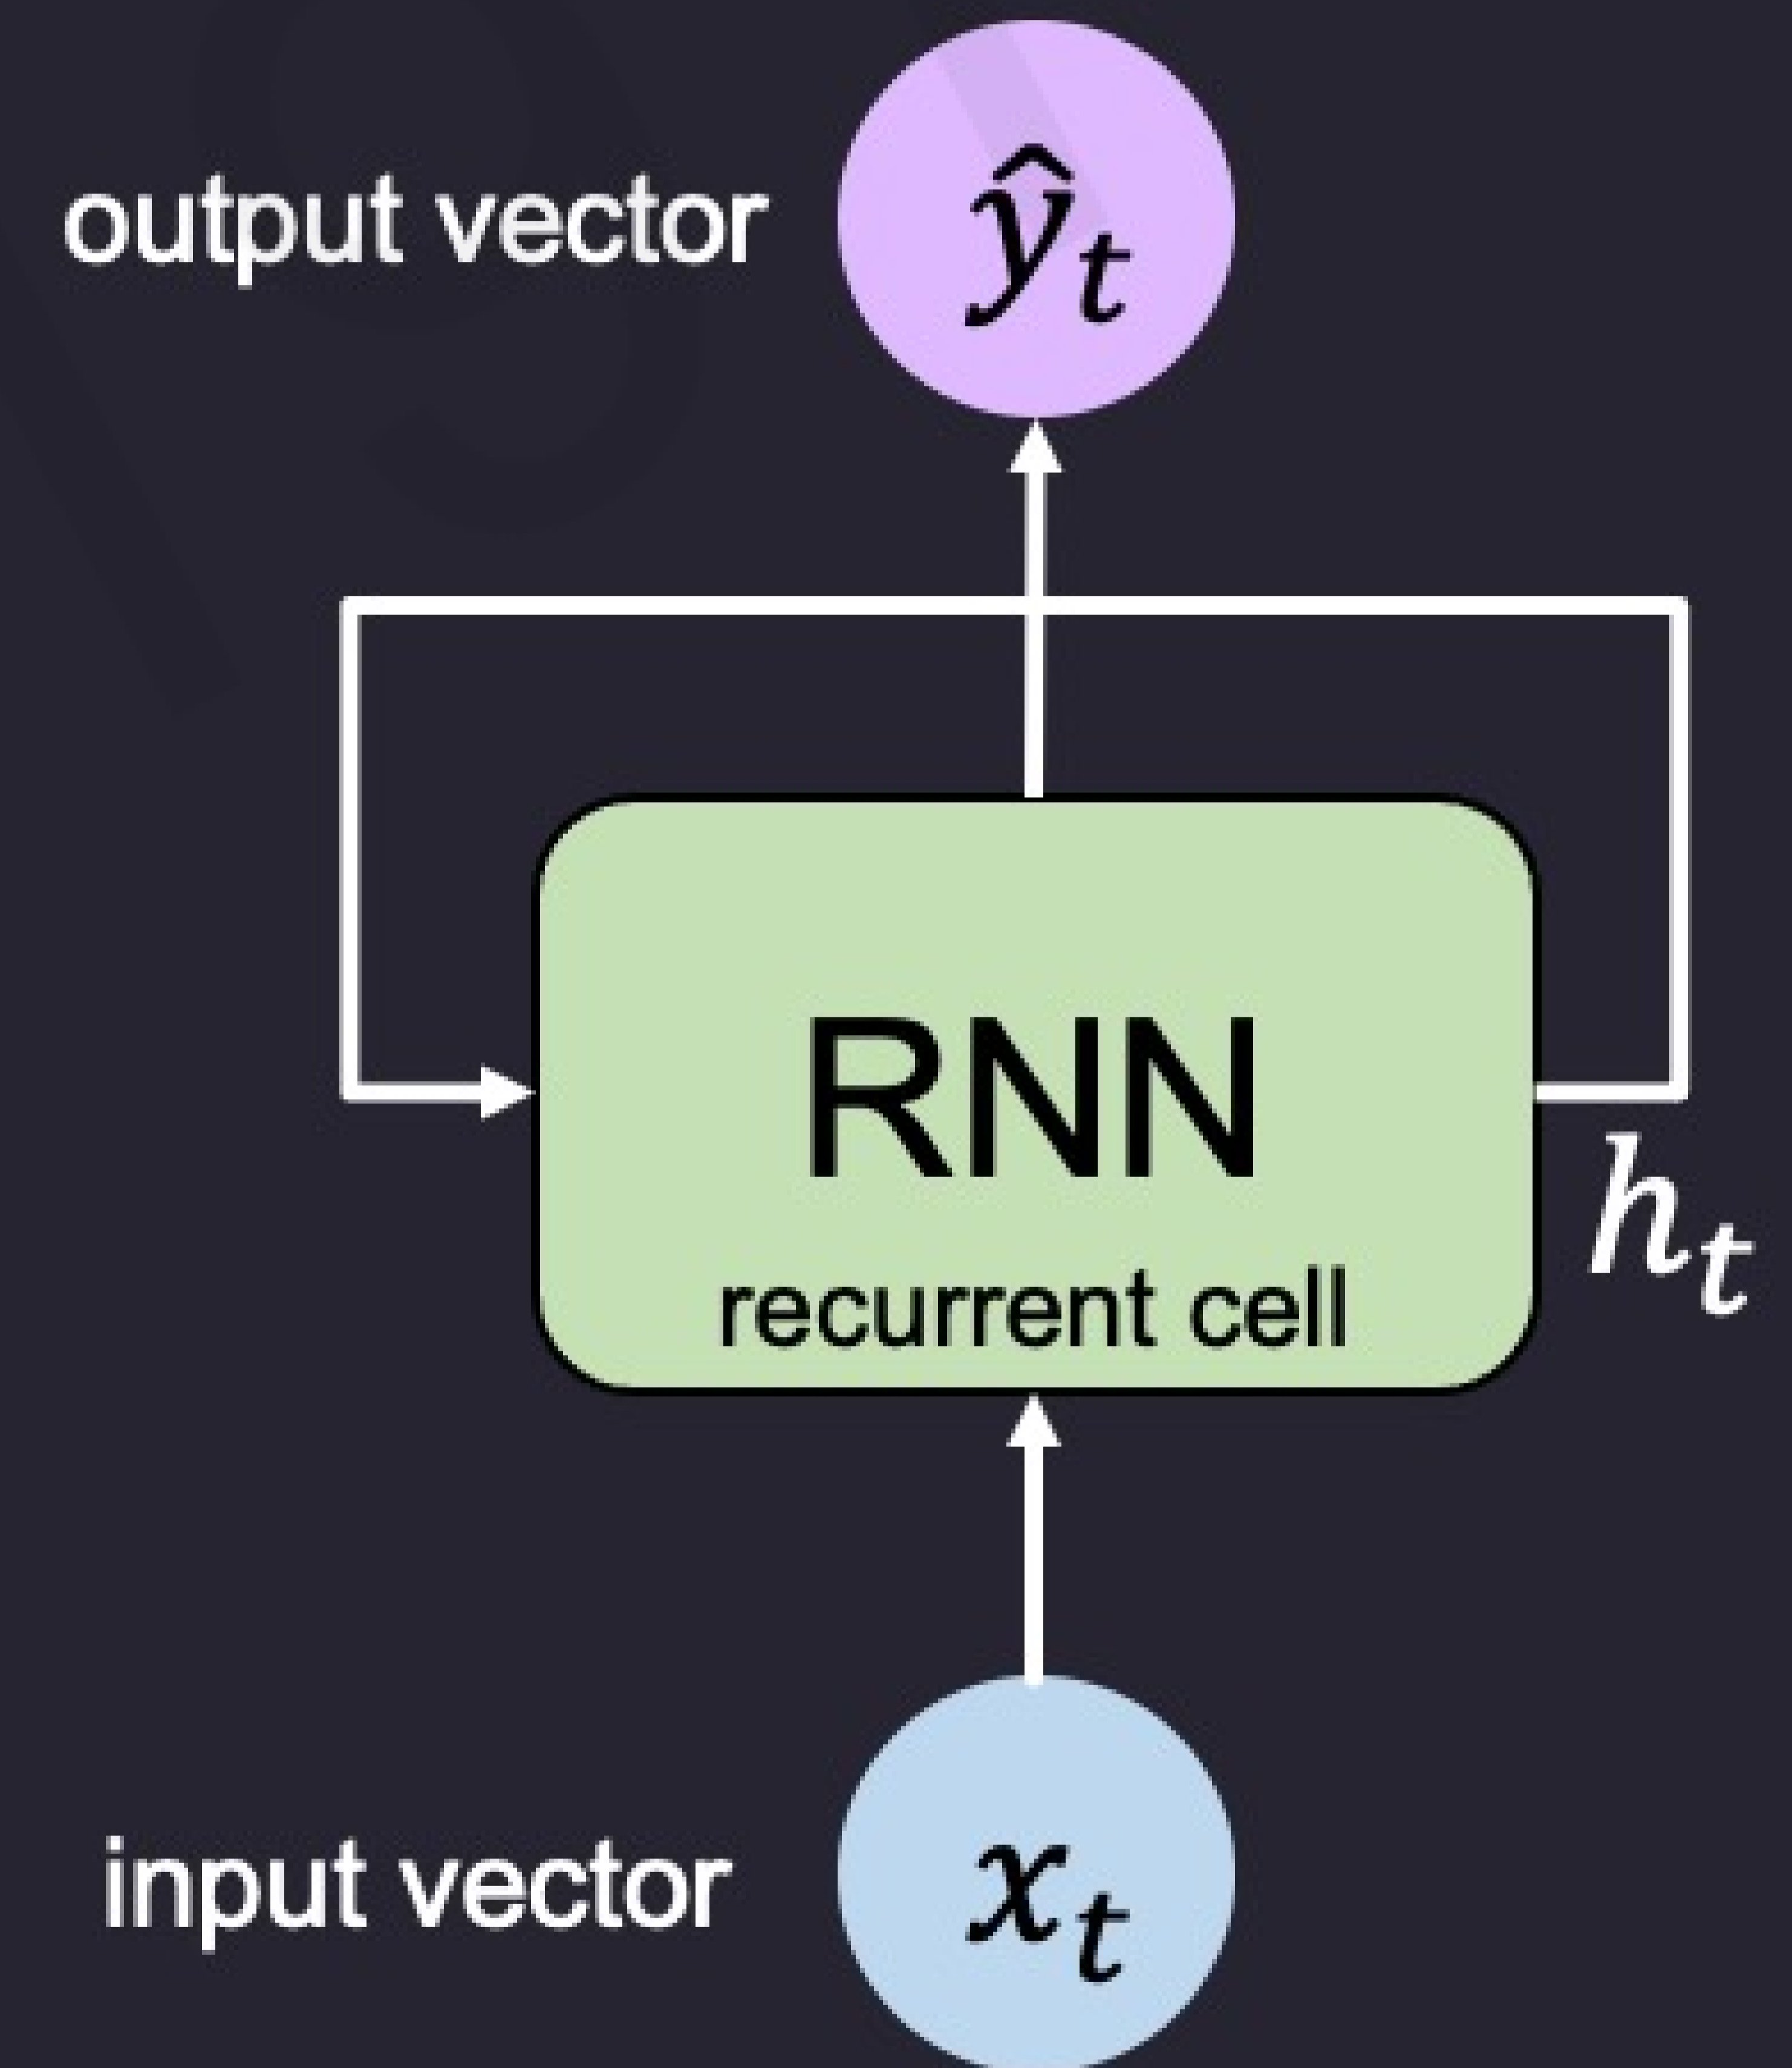 output vector
ŷt
RNN
recurrent cell
ht
input vector
xt